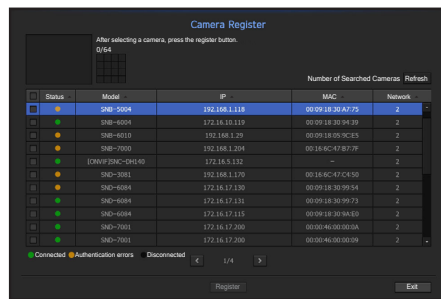 Camera Register
After selecting a camera, press the register button.
0/64
Number of Searched Cameras Refresh
Status Model IP MAC Network
SNB-5004 192.168.1.118 00:09:18:30:A7:75 2
SNB-6004 172.16.10.119 00:09:18:30:94:39 2
SNB-6010 192.168.1.29 00:09:18:05:9C:E5 2
SNB-7000 192.168.1.204 00:16:6C:47:B7:7F 2
[ONVIF]SNC-DH140 172.16.5.132 - 2
SND-3081 192.168.1.170 00:16:6C:47:C4:50 2
SND-6084 172.16.17.130 00:09:18:30:99:54 2
SND-6084 172.16.17.131 00:09:18:30:99:73 2
SND-6084 172.16.17.115 00:09:18:30:9A:E0 2
SND-7001 172.16.17.200 00:00:46:00:00:0A 2
SND-7001 172.16.17.200 00:00:46:00:00:09 2
Connected Authentication errors Disconnected
< 1/4 >
Register Exit